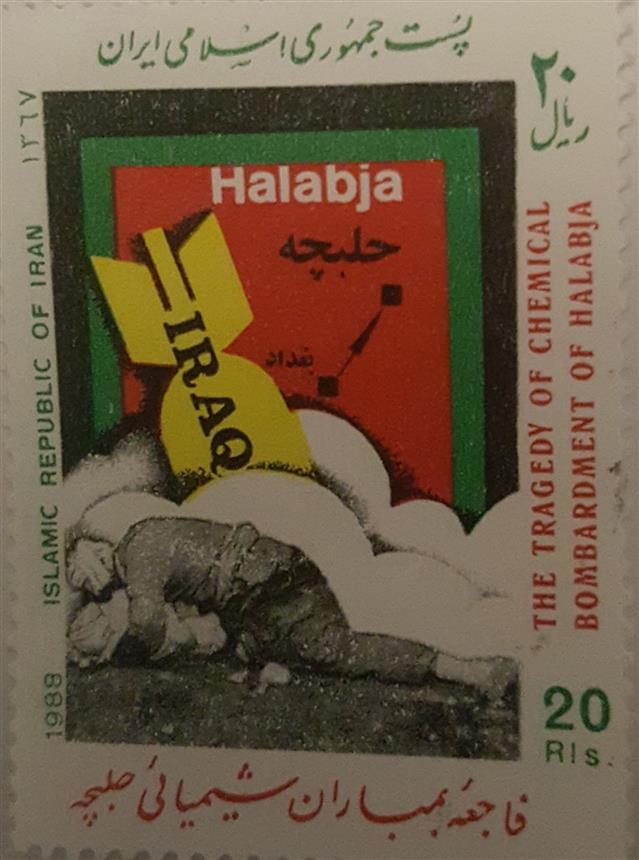 پست جمهوری اسلامی ایران
۲۰
ریال
Halabja
حلبچه
بغداد
IRAQ
THE TRAGEDY OF CHEMICAL
BOMBARDMENT OF HALABJA
1988 ISLAMIC REPUBLIC OF IRAN ۱۳٦۷
20
Rls.
فاجعهٔ بمباران شیمیائی حلبچه